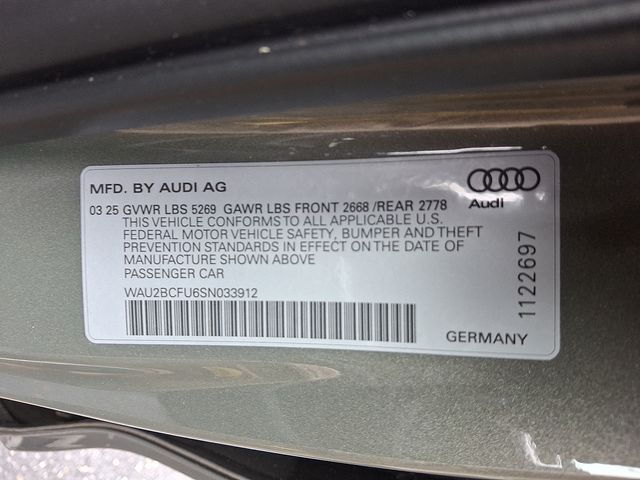 MFD. BY AUDI AG
Audi
03 25 GVWR LBS 5269 GAWR LBS FRONT 2668 /REAR 2778
THIS VEHICLE CONFORMS TO ALL APPLICABLE U.S.
FEDERAL MOTOR VEHICLE SAFETY, BUMPER AND THEFT
PREVENTION STANDARDS IN EFFECT ON THE DATE OF
MANUFACTURE SHOWN ABOVE
PASSENGER CAR
WAU2BCFU6SN033912
GERMANY
1122697